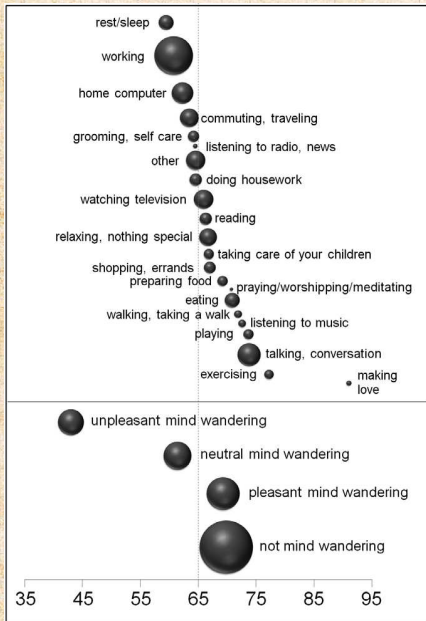 rest/sleep
working
home computer
commuting, traveling
grooming, self care
listening to radio, news
other
doing housework
watching television
reading
relaxing, nothing special
taking care of your children
shopping, errands
preparing food
praying/worshipping/meditating
eating
walking, taking a walk
listening to music
playing
talking, conversation
exercising
making
love
unpleasant mind wandering
neutral mind wandering
pleasant mind wandering
not mind wandering
35 45 55 65 75 85 95